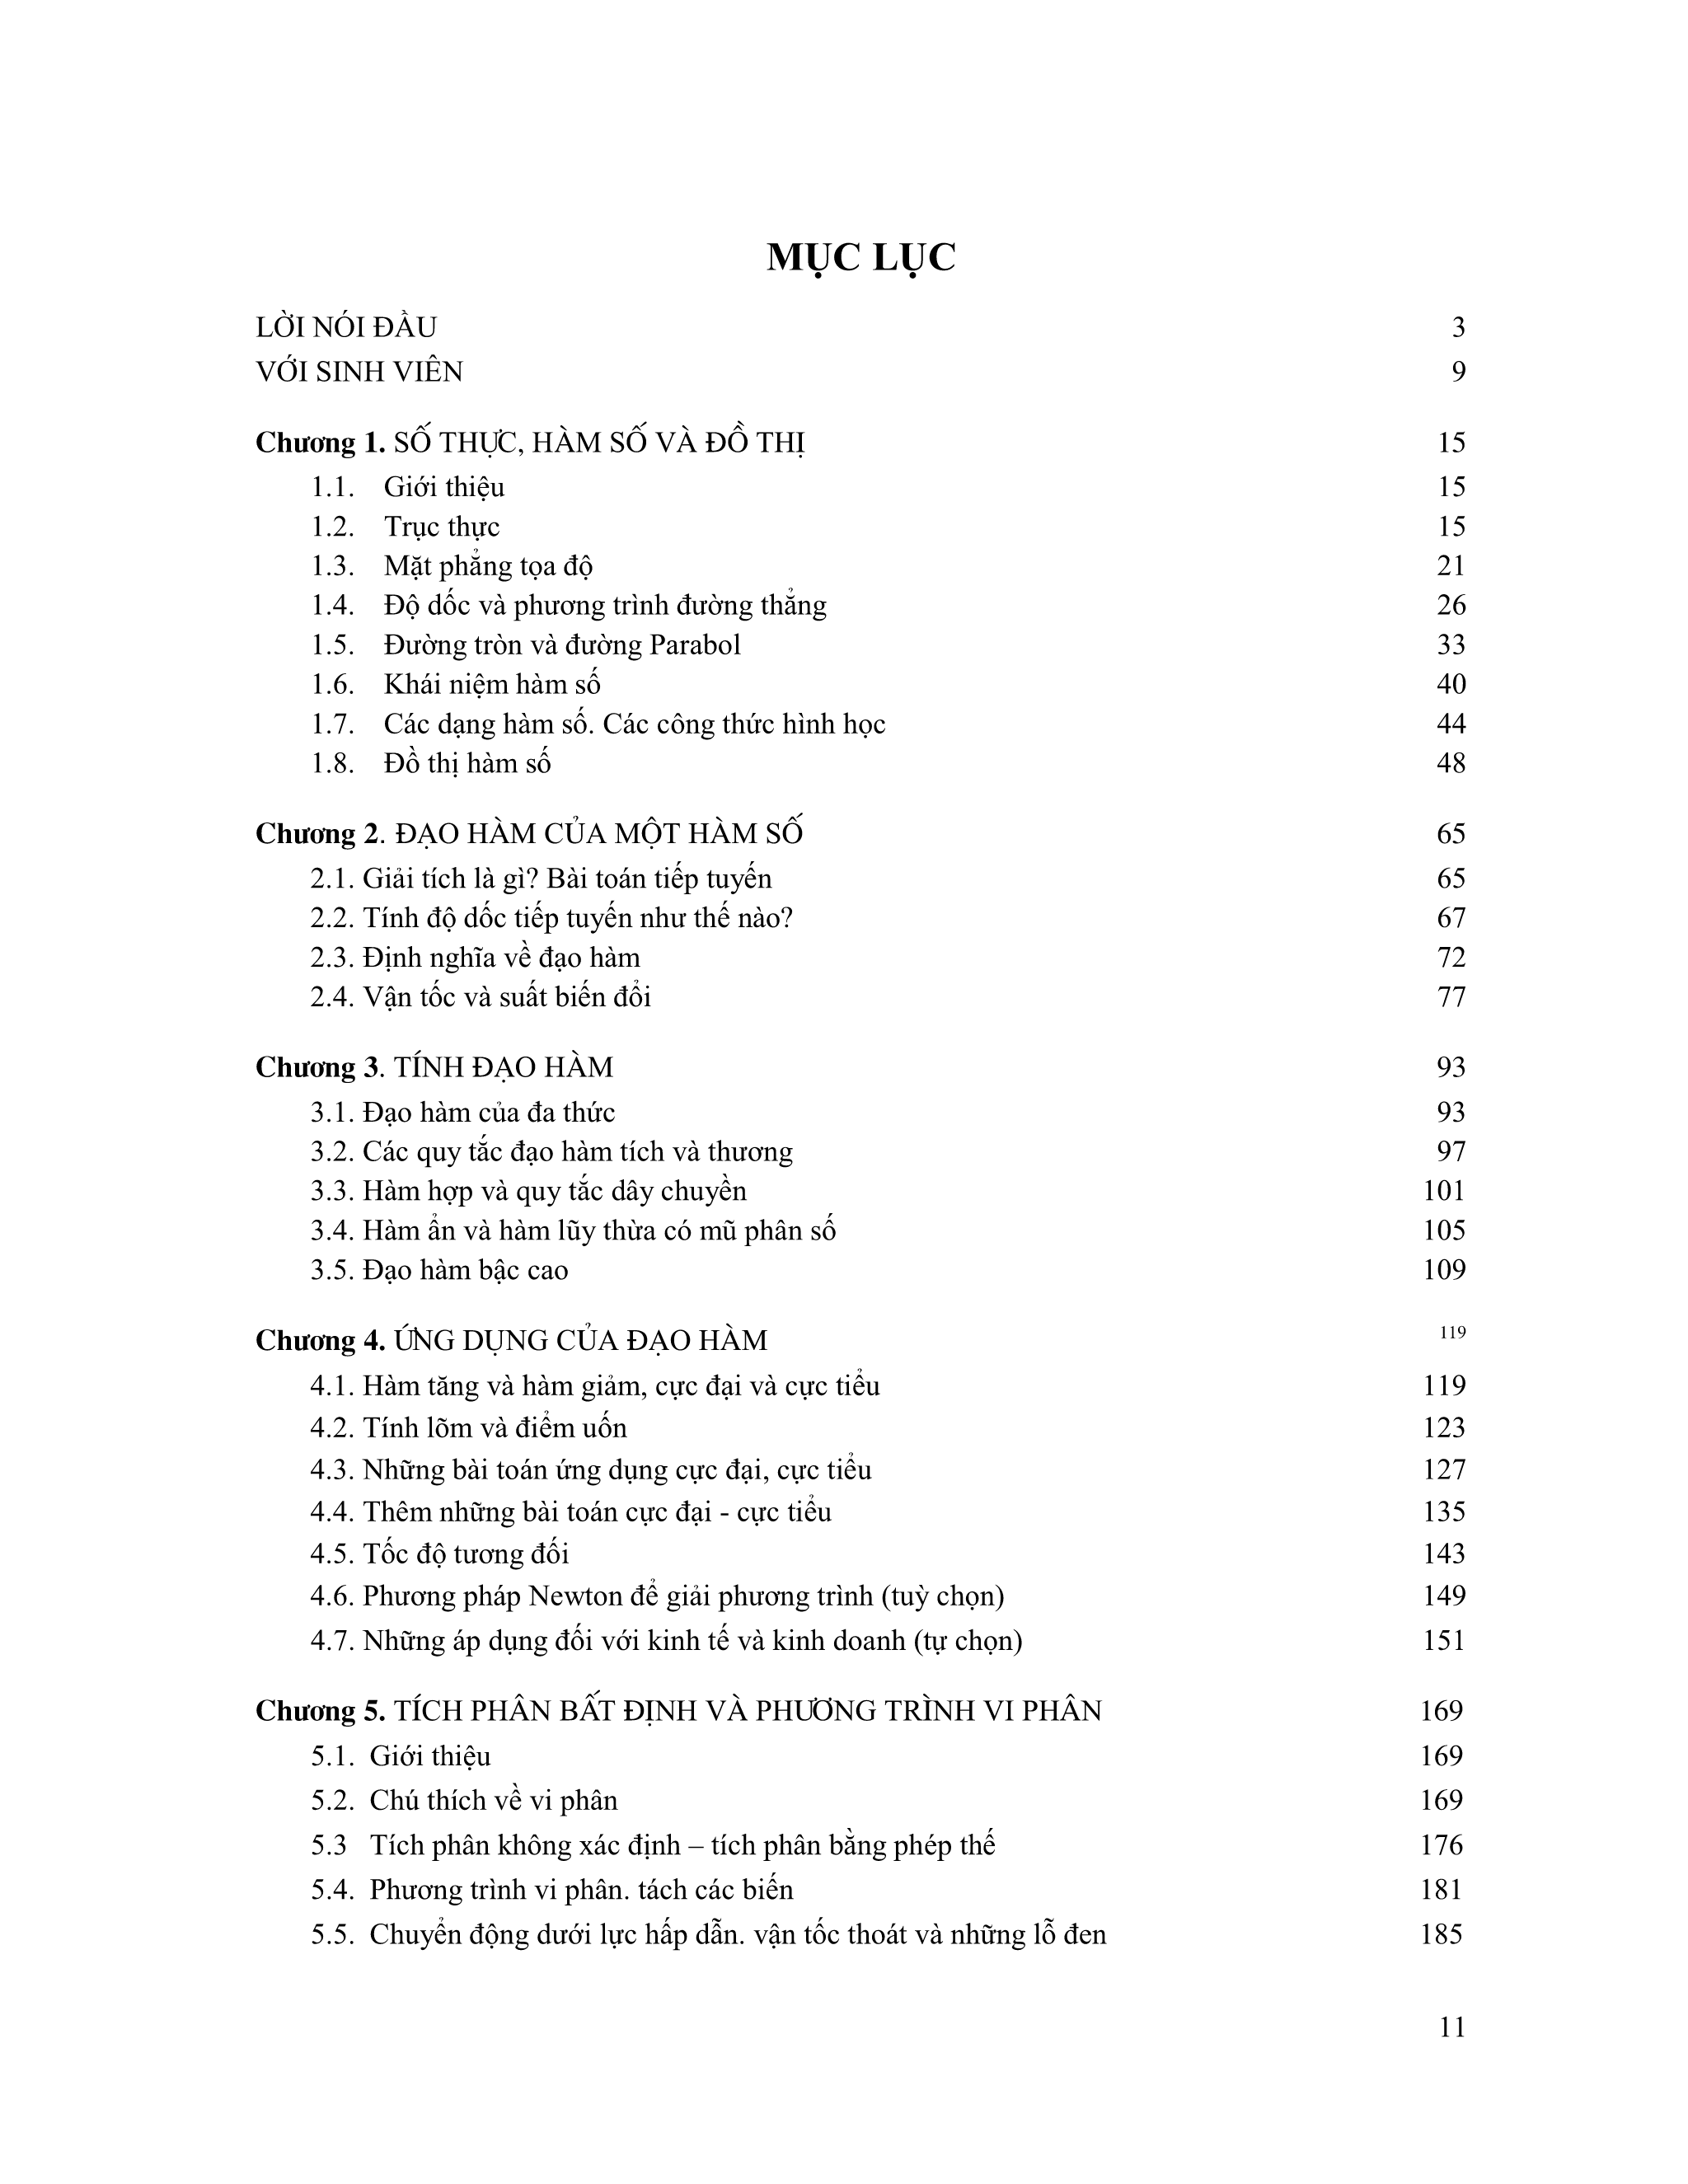 MỤC LỤC
LỜI NÓI ĐẦU 3
VỚI SINH VIÊN 9
Chương 1. SỐ THỰC, HÀM SỐ VÀ ĐỒ THỊ 15
1.1. Giới thiệu 15
1.2. Trục thực 15
1.3. Mặt phẳng tọa độ 21
1.4. Độ dốc và phương trình đường thẳng 26
1.5. Đường tròn và đường Parabol 33
1.6. Khái niệm hàm số 40
1.7. Các dạng hàm số. Các công thức hình học 44
1.8. Đồ thị hàm số 48
Chương 2. ĐẠO HÀM CỦA MỘT HÀM SỐ 65
2.1. Giải tích là gì? Bài toán tiếp tuyến 65
2.2. Tính độ dốc tiếp tuyến như thế nào? 67
2.3. Định nghĩa về đạo hàm 72
2.4. Vận tốc và suất biến đổi 77
Chương 3. TÍNH ĐẠO HÀM 93
3.1. Đạo hàm của đa thức 93
3.2. Các quy tắc đạo hàm tích và thương 97
3.3. Hàm hợp và quy tắc dây chuyền 101
3.4. Hàm ẩn và hàm lũy thừa có mũ phân số 105
3.5. Đạo hàm bậc cao 109
Chương 4. ỨNG DỤNG CỦA ĐẠO HÀM 119
4.1. Hàm tăng và hàm giảm, cực đại và cực tiểu 119
4.2. Tính lõm và điểm uốn 123
4.3. Những bài toán ứng dụng cực đại, cực tiểu 127
4.4. Thêm những bài toán cực đại - cực tiểu 135
4.5. Tốc độ tương đối 143
4.6. Phương pháp Newton để giải phương trình (tuỳ chọn) 149
4.7. Những áp dụng đối với kinh tế và kinh doanh (tự chọn) 151
Chương 5. TÍCH PHÂN BẤT ĐỊNH VÀ PHƯƠNG TRÌNH VI PHÂN 169
5.1. Giới thiệu 169
5.2. Chú thích về vi phân 169
5.3 Tích phân không xác định – tích phân bằng phép thế 176
5.4. Phương trình vi phân. tách các biến 181
5.5. Chuyển động dưới lực hấp dẫn. vận tốc thoát và những lỗ đen 185
11